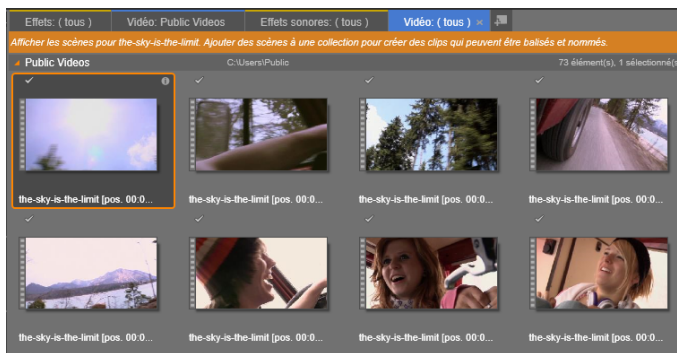 Effets: ( tous ) Vidéo: Public Videos Effets sonores: ( tous ) Vidéo: ( tous ) ×
Afficher les scènes pour the-sky-is-the-limit. Ajouter des scènes à une collection pour créer des clips qui peuvent être balisés et nommés.
Public Videos C:\Users\Public 73 élément(s), 1 sélectionné(s
the-sky-is-the-limit [pos. 00:0... the-sky-is-the-limit [pos. 00:0... the-sky-is-the-limit [pos. 00:0... the-sky-is-the-limit [pos. 00:0...
the-sky-is-the-limit [pos. 00:0... the-sky-is-the-limit [pos. 00:0... the-sky-is-the-limit [pos. 00:0... the-sky-is-the-limit [pos. 00:0...